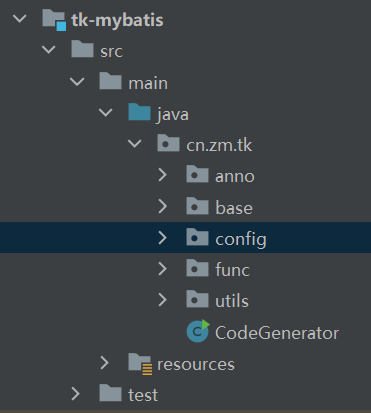 tk-mybatis
src
main
java
cn.zm.tk
anno
base
config
func
utils
CodeGenerator
resources
test